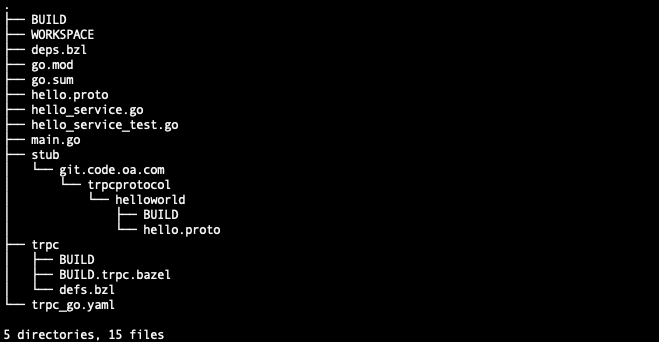 .
├── BUILD
├── WORKSPACE
├── deps.bzl
├── go.mod
├── go.sum
├── hello.proto
├── hello_service.go
├── hello_service_test.go
├── main.go
├── stub
│   └── git.code.oa.com
│       └── trpcprotocol
│           └── helloworld
│               ├── BUILD
│               └── hello.proto
├── trpc
│   ├── BUILD
│   ├── BUILD.trpc.bazel
│   └── defs.bzl
└── trpc_go.yaml

5 directories, 15 files